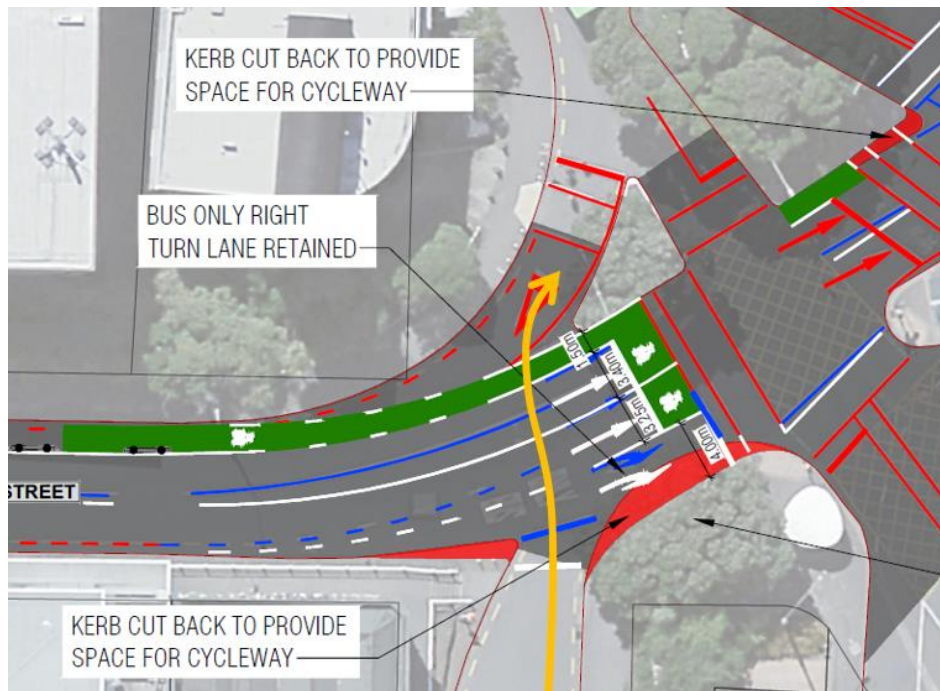 KERB CUT BACK TO PROVIDE
SPACE FOR CYCLEWAY
BUS ONLY RIGHT
TURN LANE RETAINED
1.50m
3.40m
3.25m
4.00m
STREET
KERB CUT BACK TO PROVIDE
SPACE FOR CYCLEWAY